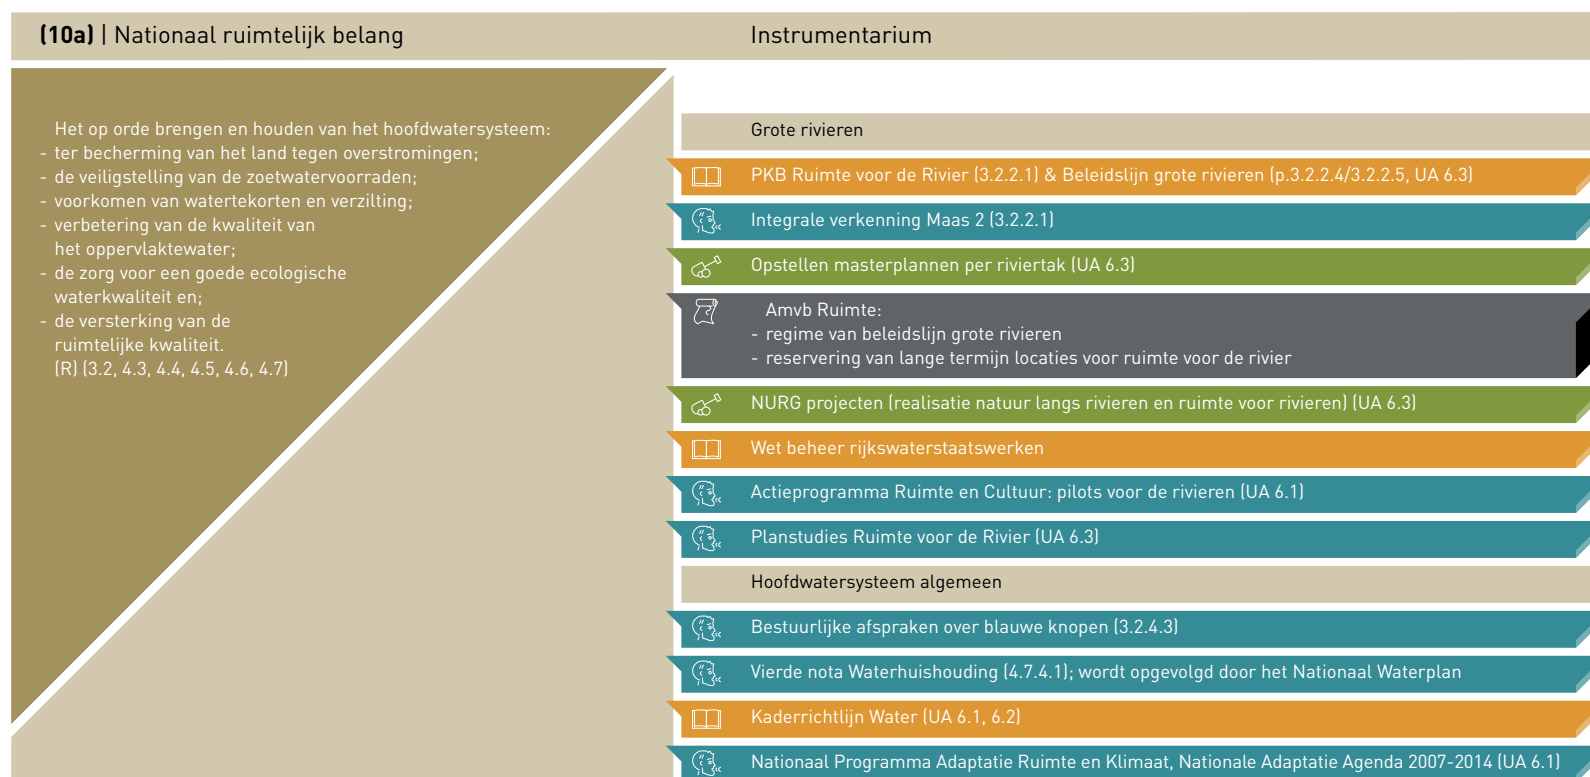 (10a) | Nationaal ruimtelijk belang
Instrumentarium
Het op orde brengen en houden van het hoofdwatersysteem:
- ter becherming van het land tegen overstromingen;
- de veiligstelling van de zoetwatervoorraden;
- voorkomen van watertekorten en verzilting;
- verbetering van de kwaliteit van
het oppervlaktewater;
- de zorg voor een goede ecologische
waterkwaliteit en;
- de versterking van de
ruimtelijke kwaliteit.
(R) (3.2, 4.3, 4.4, 4.5, 4.6, 4.7)
Grote rivieren
PKB Ruimte voor de Rivier (3.2.2.1) & Beleidslijn grote rivieren (p.3.2.2.4/3.2.2.5, UA 6.3)
Integrale verkenning Maas 2 (3.2.2.1)
Opstellen masterplannen per riviertak (UA 6.3)
Amvb Ruimte:
- regime van beleidslijn grote rivieren
- reservering van lange termijn locaties voor ruimte voor de rivier
NURG projecten (realisatie natuur langs rivieren en ruimte voor rivieren) (UA 6.3)
Wet beheer rijkswaterstaatswerken
Actieprogramma Ruimte en Cultuur: pilots voor de rivieren (UA 6.1)
Planstudies Ruimte voor de Rivier (UA 6.3)
Hoofdwatersysteem algemeen
Bestuurlijke afspraken over blauwe knopen (3.2.4.3)
Vierde nota Waterhuishouding (4.7.4.1); wordt opgevolgd door het Nationaal Waterplan
Kaderrichtlijn Water (UA 6.1, 6.2)
Nationaal Programma Adaptatie Ruimte en Klimaat, Nationale Adaptatie Agenda 2007-2014 (UA 6.1)